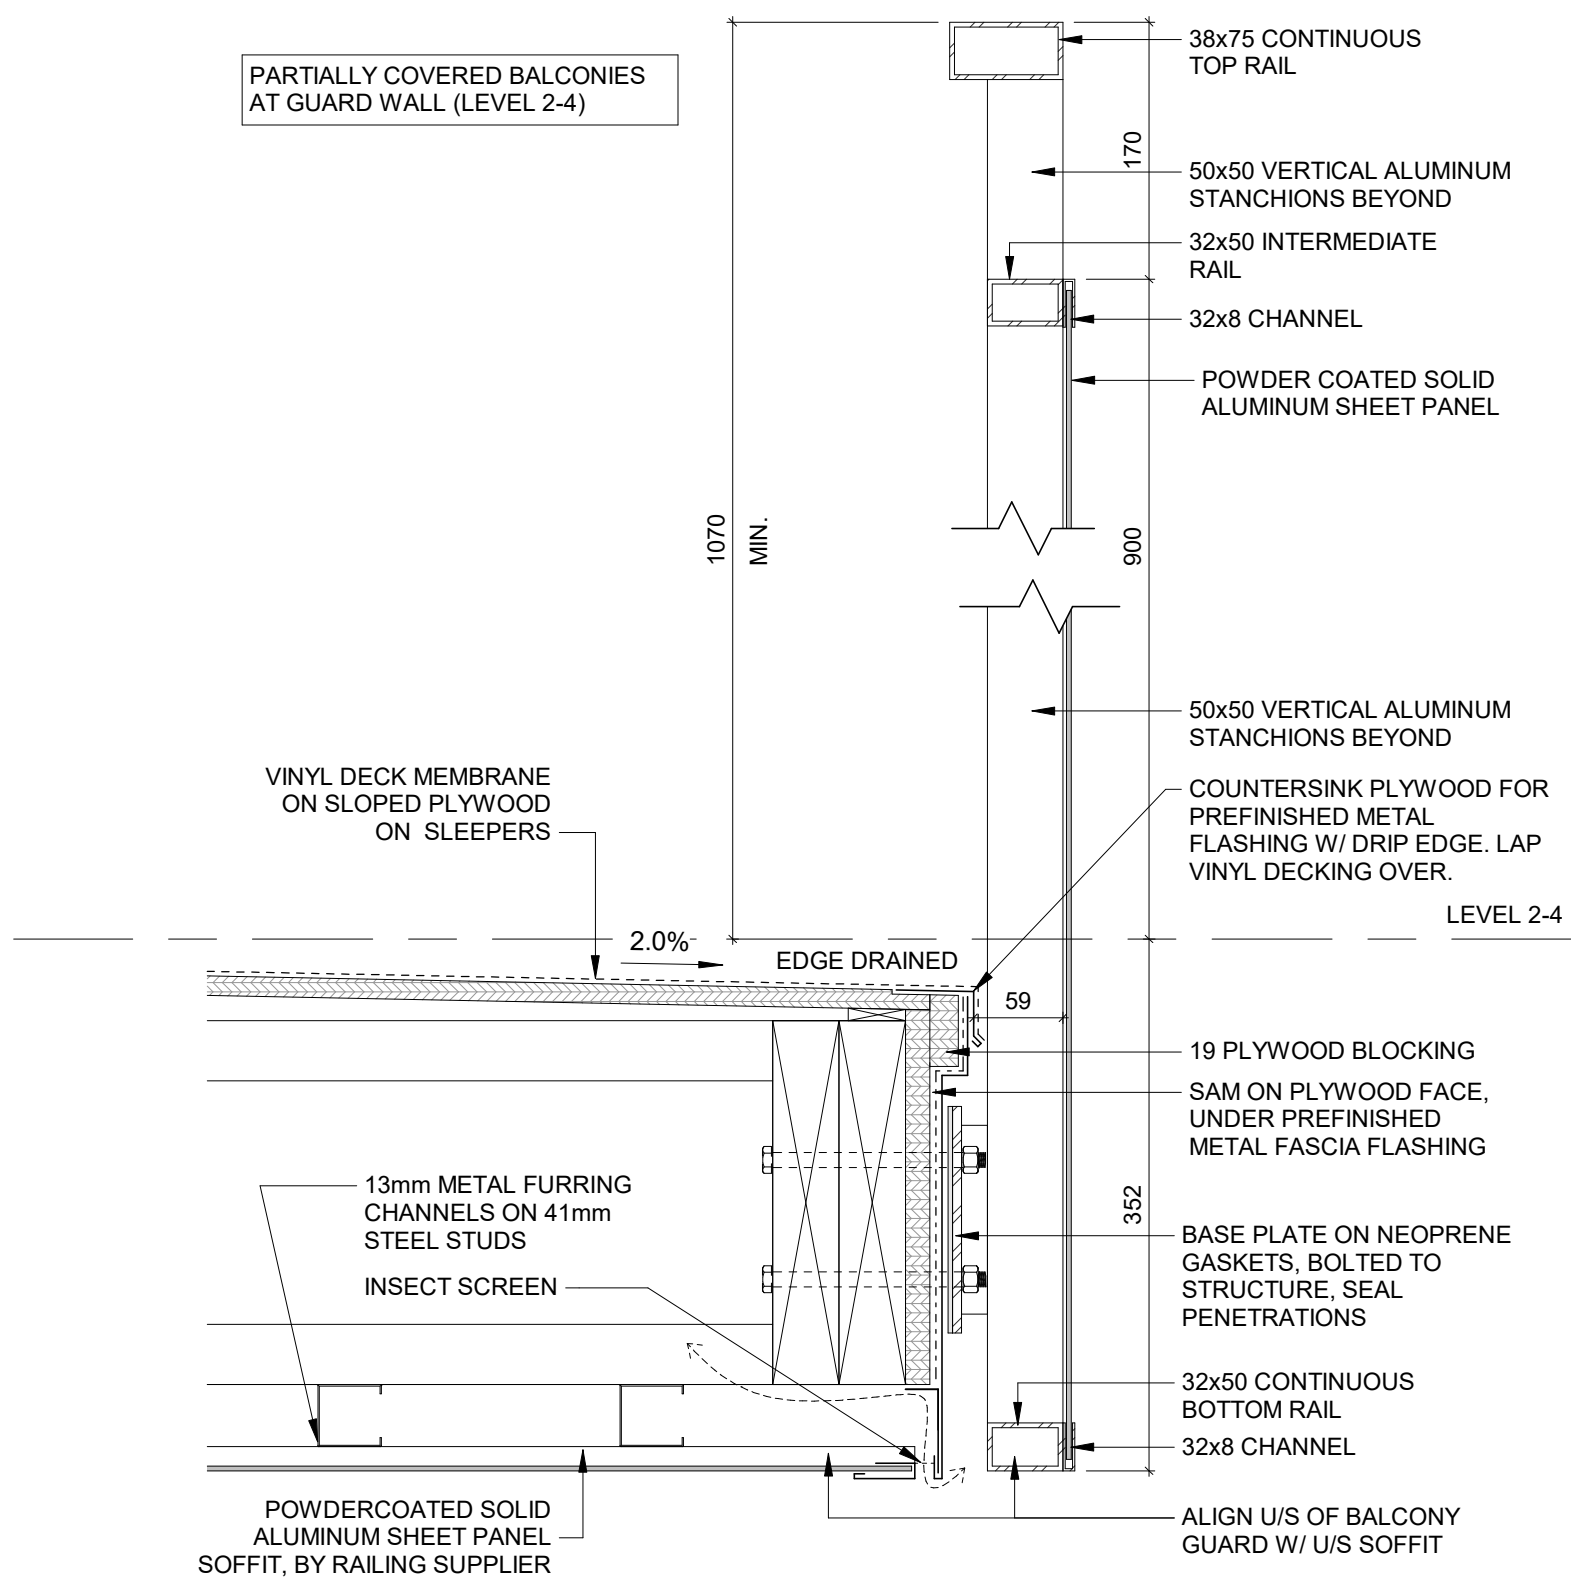 PARTIALLY COVERED BALCONIES
AT GUARD WALL (LEVEL 2-4)
38x75 CONTINUOUS
TOP RAIL
170
50x50 VERTICAL ALUMINUM
STANCHIONS BEYOND
32x50 INTERMEDIATE
RAIL
32x8 CHANNEL
POWDER COATED SOLID
ALUMINUM SHEET PANEL
1070
MIN.
900
50x50 VERTICAL ALUMINUM
STANCHIONS BEYOND
VINYL DECK MEMBRANE
ON SLOPED PLYWOOD
ON SLEEPERS
COUNTERSINK PLYWOOD FOR
PREFINISHED METAL
FLASHING W/ DRIP EDGE. LAP
VINYL DECKING OVER.
LEVEL 2-4
2.0%
EDGE DRAINED
59
19 PLYWOOD BLOCKING
SAM ON PLYWOOD FACE,
UNDER PREFINISHED
METAL FASCIA FLASHING
13mm METAL FURRING
CHANNELS ON 41mm
STEEL STUDS
352
BASE PLATE ON NEOPRENE
GASKETS, BOLTED TO
STRUCTURE, SEAL
PENETRATIONS
INSECT SCREEN
32x50 CONTINUOUS
BOTTOM RAIL
32x8 CHANNEL
POWDERCOATED SOLID
ALUMINUM SHEET PANEL
SOFFIT, BY RAILING SUPPLIER
ALIGN U/S OF BALCONY
GUARD W/ U/S SOFFIT